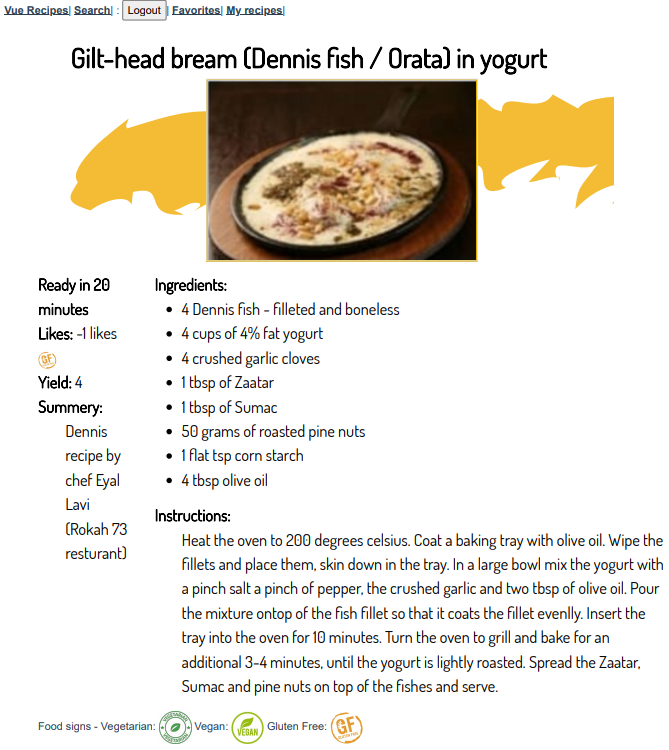 Vue Recipes| Search| : Logout| Favorites| My recipes|
Gilt-head bream (Dennis fish / Orata) in yogurt
Ready in 20
minutes
Likes: -1 likes
GF
Yield: 4
Summery:
Dennis
recipe by
chef Eyal
Lavi
(Rokah 73
resturant)
Ingredients:
• 4 Dennis fish - filleted and boneless
• 4 cups of 4% fat yogurt
• 4 crushed garlic cloves
• 1 tbsp of Zaatar
• 1 tbsp of Sumac
• 50 grams of roasted pine nuts
• 1 flat tsp corn starch
• 4 tbsp olive oil
Instructions:
Heat the oven to 200 degrees celsius. Coat a baking tray with olive oil. Wipe the
fillets and place them, skin down in the tray. In a large bowl mix the yogurt with
a pinch salt a pinch of pepper, the crushed garlic and two tbsp of olive oil. Pour
the mixture ontop of the fish fillet so that it coats the fillet evenlly. Insert the
tray into the oven for 10 minutes. Turn the oven to grill and bake for an
additional 3-4 minutes, until the yogurt is lightly roasted. Spread the Zaatar,
Sumac and pine nuts on top of the fishes and serve.
Food signs - Vegetarian: VEGETARIAN VEGETARIAN Vegan: VEGAN Gluten Free: GF GLUTEN FREE